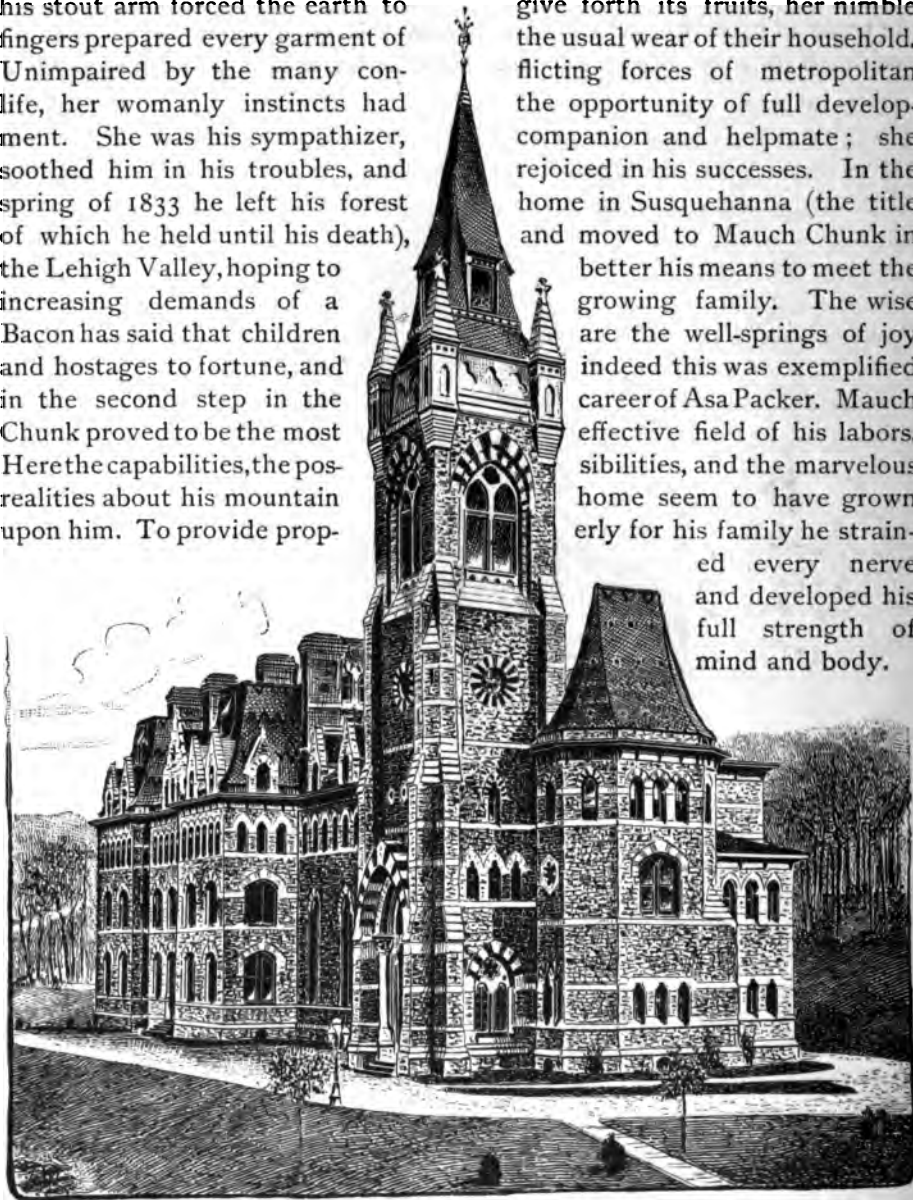 his stout arm forced the earth to give forth its fruits, her nimble
fingers prepared every garment of the usual wear of their household.
Unimpaired by the many con- flicting forces of metropolitan
life, her womanly instincts had the opportunity of full develop-
ment. She was his sympathizer, companion and helpmate; she
soothed him in his troubles, and rejoiced in his successes. In the
spring of 1833 he left his forest home in Susquehanna (the title
of which he held until his death), and moved to Mauch Chunk in
the Lehigh Valley, hoping to better his means to meet the
increasing demands of a growing family. The wise
Bacon has said that children are the well-springs of joy
and hostages to fortune, and indeed this was exemplified
in the second step in the career of Asa Packer. Mauch
Chunk proved to be the most effective field of his labors.
Here the capabilities, the pos- sibilities, and the marvelous
realities about his mountain home seem to have grown
upon him. To provide prop- erly for his family he strain-
ed every nerve
and developed his
full strength of
mind and body.